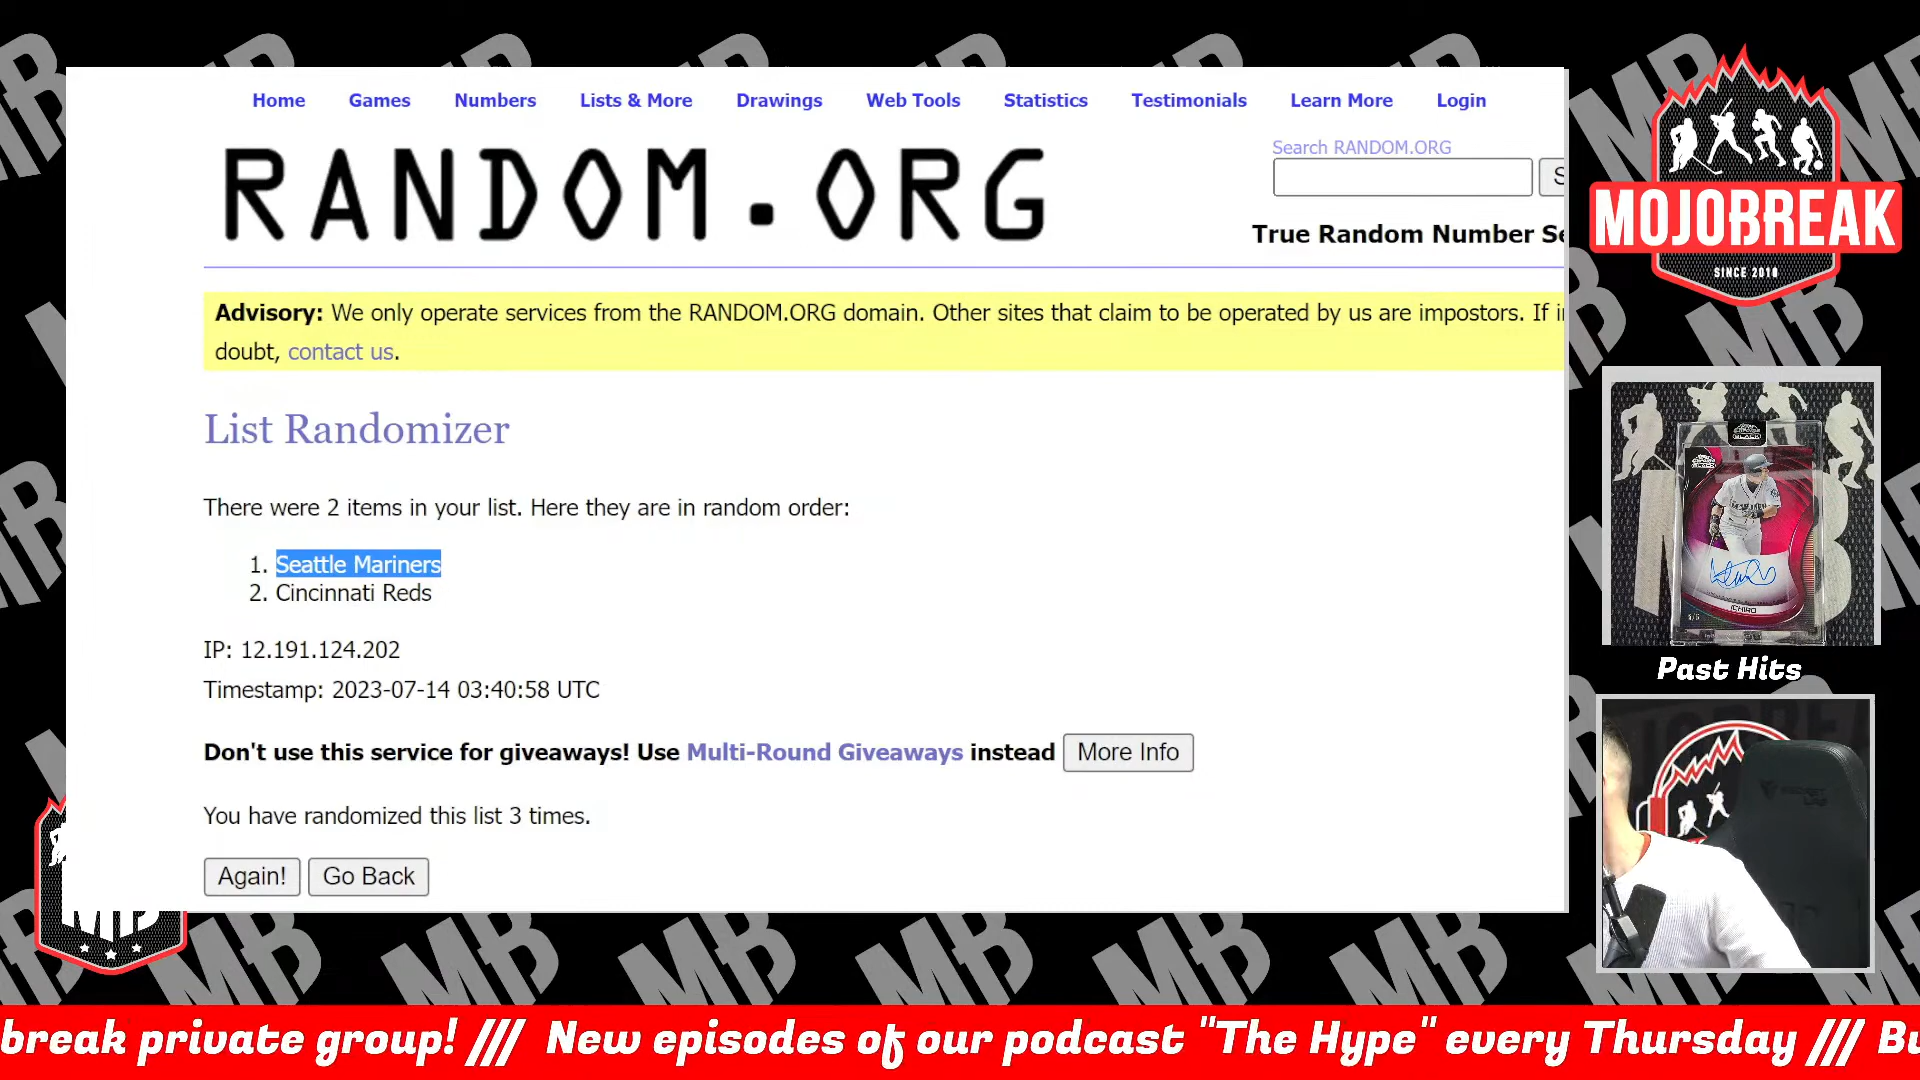 Home Games Numbers Lists & More Drawings Web Tools Statistics Testimonials Learn More Login
RANDOM.ORG
Search RANDOM.ORG
True Random Number Se
Advisory: We only operate services from the RANDOM.ORG domain. Other sites that claim to be operated by us are impostors. If in
doubt, contact us.
List Randomizer
There were 2 items in your list. Here they are in random order:
1. Seattle Mariners
2. Cincinnati Reds
IP: 12.191.124.202
Timestamp: 2023-07-14 03:40:58 UTC
Don't use this service for giveaways! Use Multi-Round Giveaways instead More Info
You have randomized this list 3 times.
Again! Go Back
MOJOBREAK
SINCE 2010
BLACK
ICHIRO
Past Hits
MB
break private group! /// New episodes of our podcast "The Hype" every Thursday /// Bu